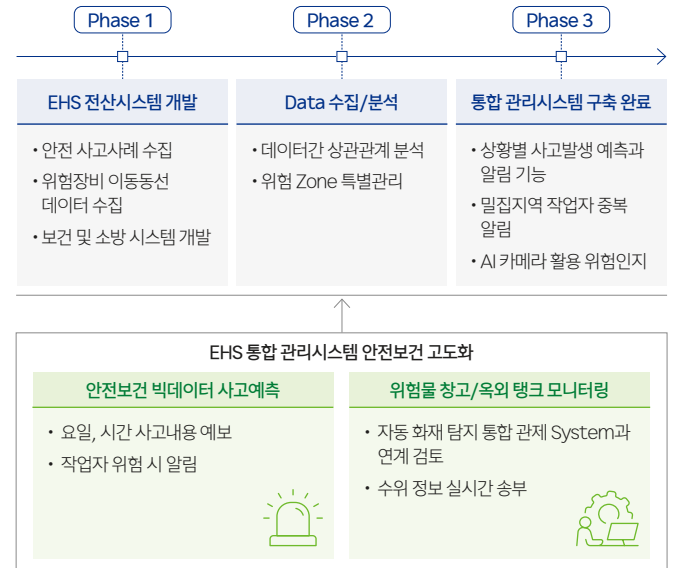 Phase 1
Phase 2
Phase 3
EHS 전산시스템 개발
• 안전 사고사례 수집
• 위험장비 이동동선
데이터 수집
• 보건 및 소방 시스템 개발
Data 수집/분석
• 데이터간 상관관계 분석
• 위험 Zone 특별관리
통합 관리시스템 구축 완료
• 상황별 사고발생 예측과
알림 기능
• 밀집지역 작업자 중복
알림
• AI 카메라 활용 위험인지
EHS 통합 관리시스템 안전보건 고도화
안전보건 빅데이터 사고예측
• 요일, 시간 사고내용 예보
• 작업자 위험 시 알림
위험물 창고/옥외 탱크 모니터링
• 자동 화재 탐지 통합 관제 System과
연계 검토
• 수위 정보 실시간 송부